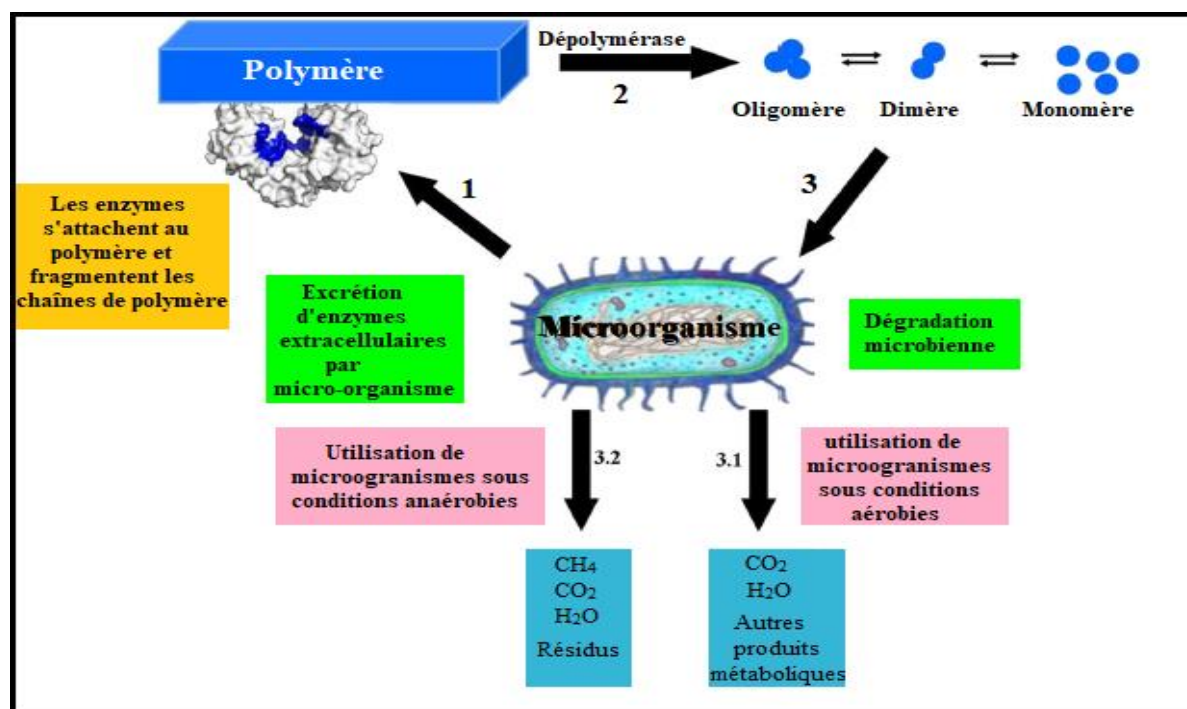 Polymère
Dépolymérase
2
Oligomère
Dimère
Monomère
1
3
Les enzymes
s'attachent au
polymère et
fragmentent les
chaînes de polymère
Excrétion
d'enzymes
extracellulaires
par
micro-organisme
Microorganisme
Dégradation
microbienne
Utilisation de
microogranismes sous
conditions anaérobies
3.2
3.1
utilisation de
microogranismes
sous conditions
aérobies
CH₄
CO₂
H₂O
Résidus
CO₂
H₂O
Autres
produits
métaboliques